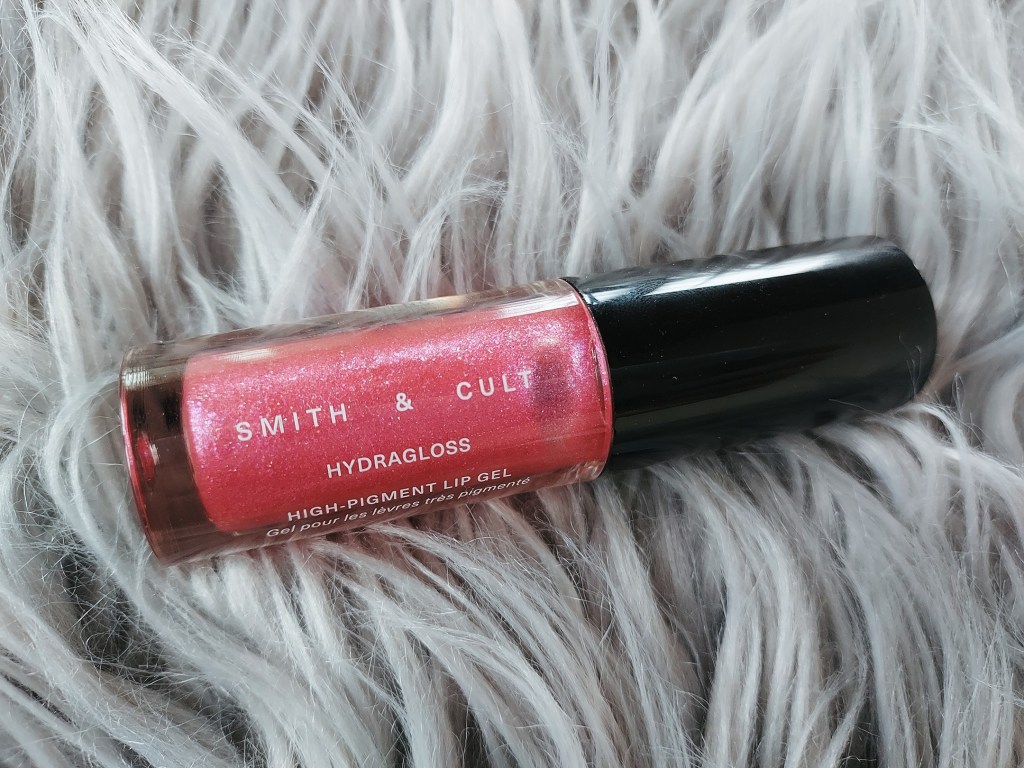 SMITH & CULT
HYDRAGLOSS
HIGH-PIGMENT LIP GEL
Gel pour les lèvres très pigmenté